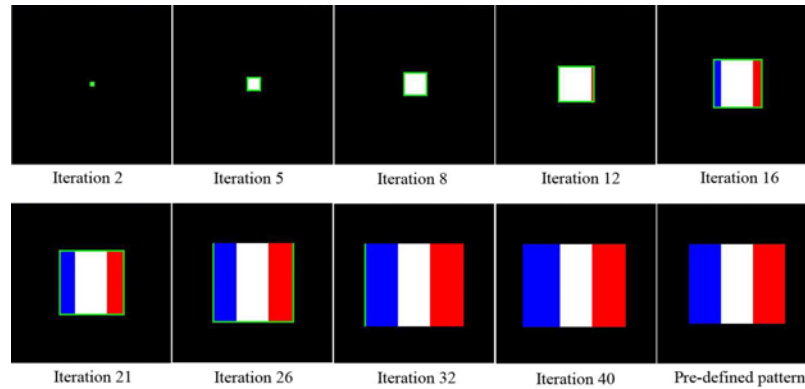 Iteration 2
Iteration 5
Iteration 8
Iteration 12
Iteration 16
Iteration 21
Iteration 26
Iteration 32
Iteration 40
Pre-defined pattern